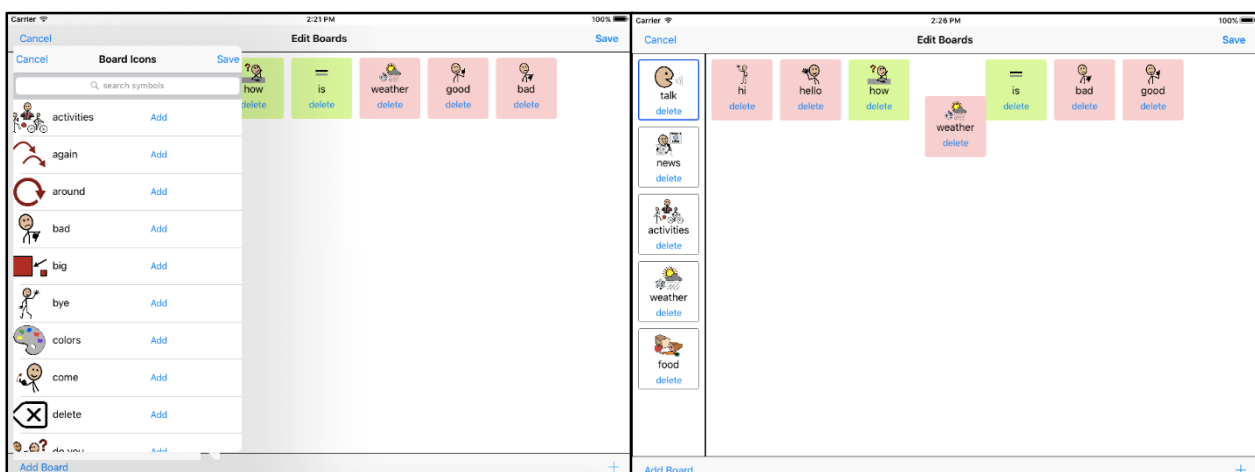 Carrier 2:21 PM 100%
Cancel Edit Boards Save
Cancel Board Icons Save
search symbols
how is weather good bad
delete delete delete delete delete
activities Add
again Add
around Add
bad Add
big Add
bye Add
colors Add
come Add
delete Add
do you Add
Add Board +
Carrier 2:26 PM 100%
Cancel Edit Boards Save
talk
delete
news
delete
activities
delete
weather
delete
food
delete
hi hello how is bad good
delete delete delete delete delete delete
weather
delete
Add Board +